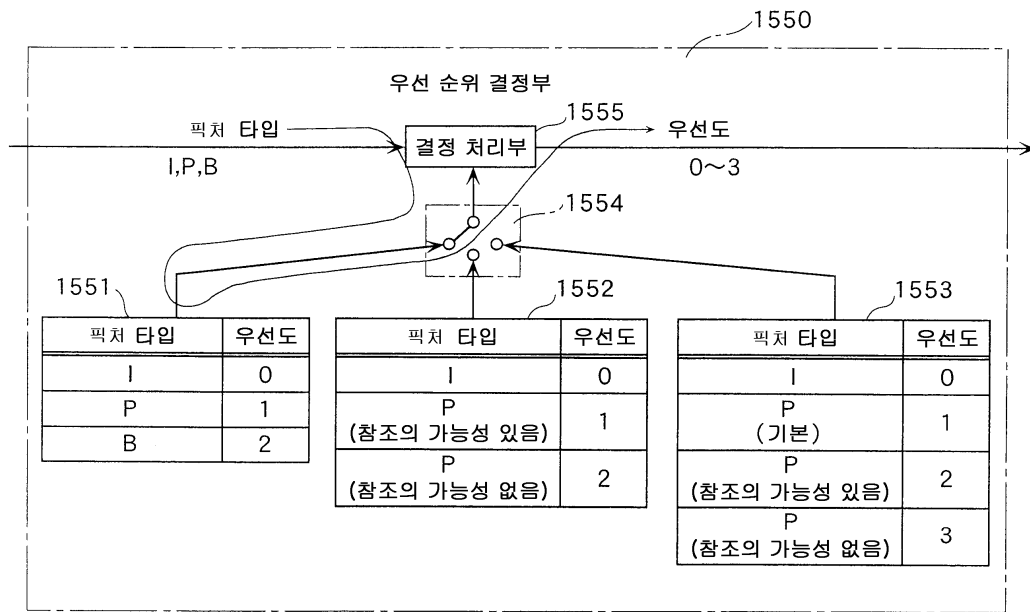 1550
우선 순위 결정부
픽처 타입
1555
우선도
결정 처리부
I,P,B
0～3
1554
1551
1552
1553
픽처 타입 우선도
I 0
P 1
B 2
픽처 타입 우선도
I 0
P
(참조의 가능성 있음) 1
P
(참조의 가능성 없음) 2
픽처 타입 우선도
I 0
P
(기본) 1
P
(참조의 가능성 있음) 2
P
(참조의 가능성 없음) 3